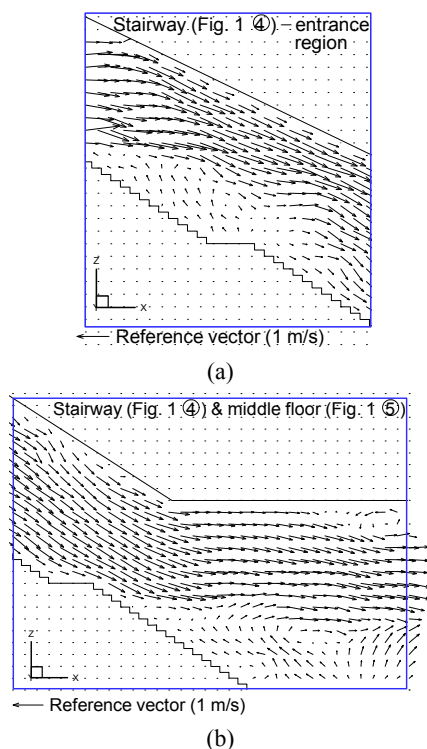 Stairway (Fig. 1 ④) – entrance
region
z
x
Reference vector (1 m/s)
(a)
Stairway (Fig. 1 ④) & middle floor (Fig. 1 ⑤)
z
x
Reference vector (1 m/s)
(b)